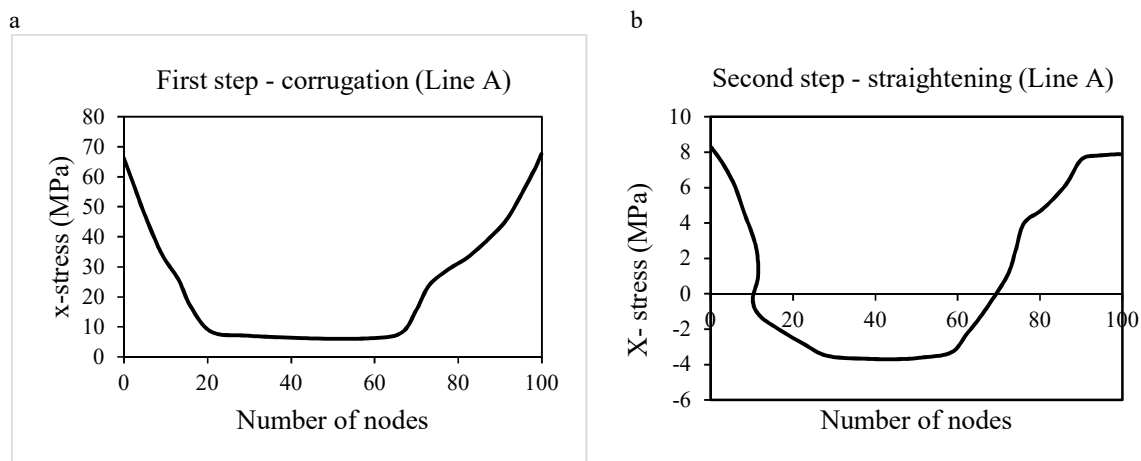 a
First step - corrugation (Line A)
80
70
60
50
40
30
20
10
0
x-stress (MPa)
0 20 40 60 80 100
Number of nodes
b
Second step - straightening (Line A)
10
8
6
4
2
0
-2
-4
-6
X- stress (MPa)
0 20 40 60 80 100
Number of nodes